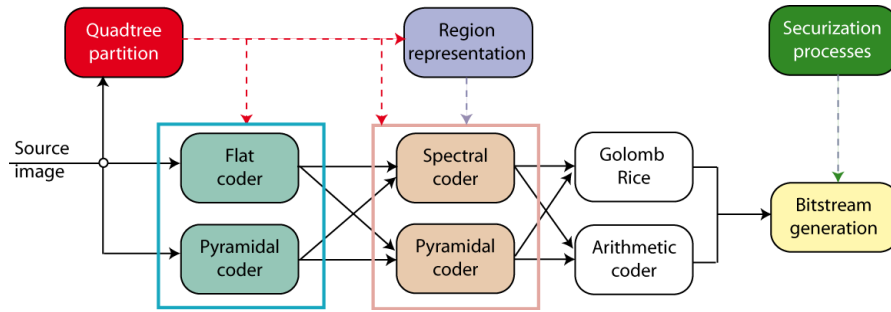 Quadtree
partition
Region
representation
Securization
processes
Source
image
Flat
coder
Spectral
coder
Golomb
Rice
Pyramidal
coder
Pyramidal
coder
Arithmetic
coder
Bitstream
generation